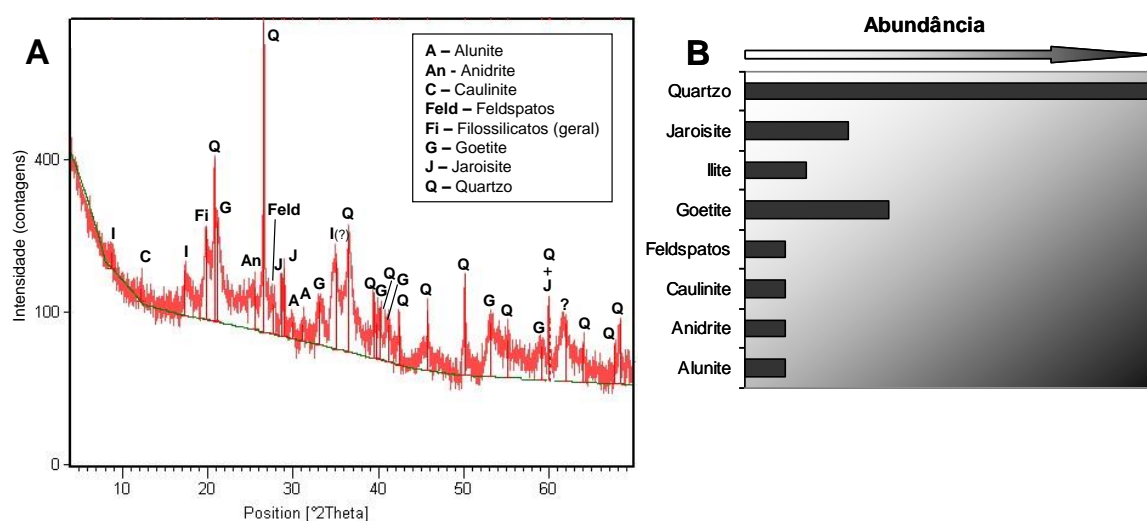 A
Intensidade (contagens)
400
100
0
10
20
30
40
50
60
Position [°2Theta]
I
C
I
Fi
Q
G
An
Q
Feld
J
J
A
A
G
I(?)
Q
Q
G
Q
G
Q
Q
Q
G
Q
G
Q
+
J
?
Q
Q
Q
A – Alunite
An - Anidrite
C – Caulinite
Feld – Feldspatos
Fi – Filossilicatos (geral)
G – Goetite
J – Jaroisite
Q – Quartzo
B
Abundância
Quartzo
Jaroisite
Ilite
Goetite
Feldspatos
Caulinite
Anidrite
Alunite